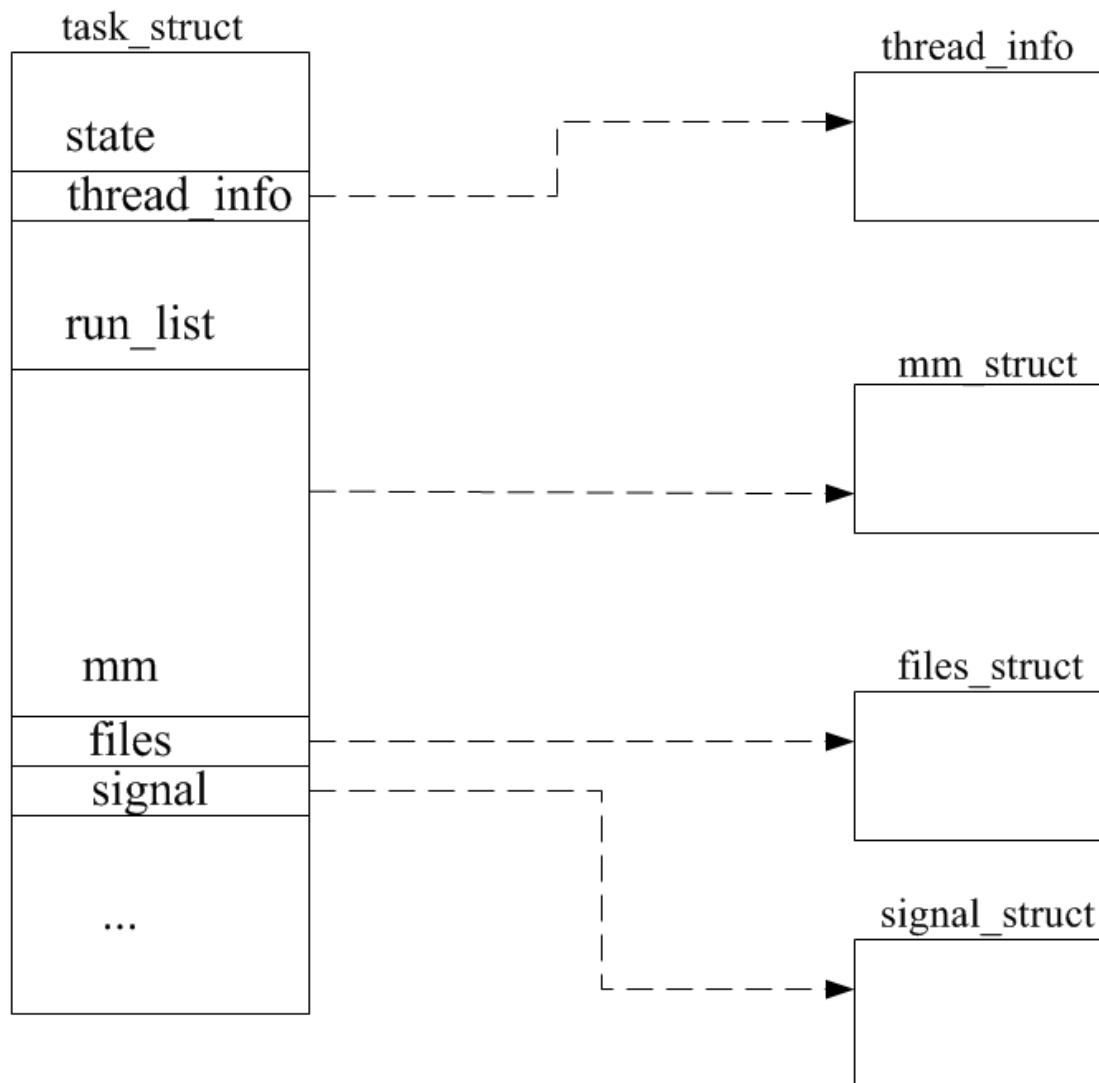 task_struct
state
thread_info
run_list
mm
files
signal
...
thread_info
mm_struct
files_struct
signal_struct